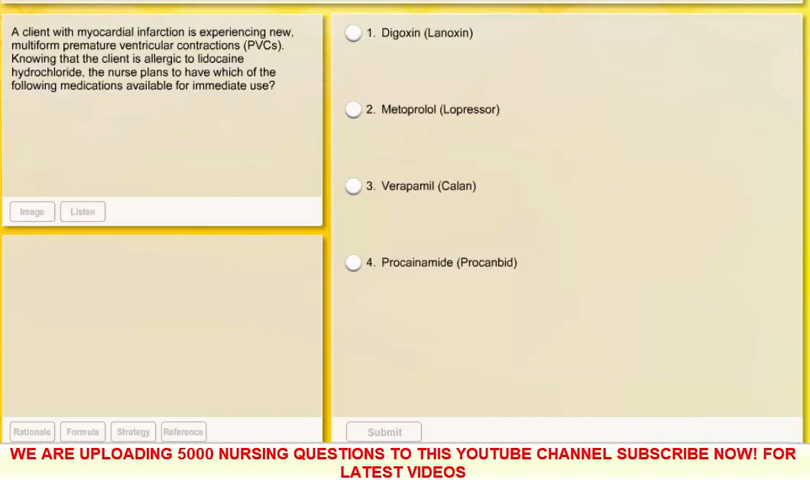 A client with myocardial infarction is experiencing new,
multiform premature ventricular contractions (PVCs).
Knowing that the client is allergic to lidocaine
hydrochloride, the nurse plans to have which of the
following medications available for immediate use?
Image Listen
1. Digoxin (Lanoxin)
2. Metoprolol (Lopressor)
3. Verapamil (Calan)
4. Procainamide (Procanbid)
Rationale Formula Strategy Reference
Submit
WE ARE UPLOADING 5000 NURSING QUESTIONS TO THIS YOUTUBE CHANNEL SUBSCRIBE NOW! FOR
LATEST VIDEOS